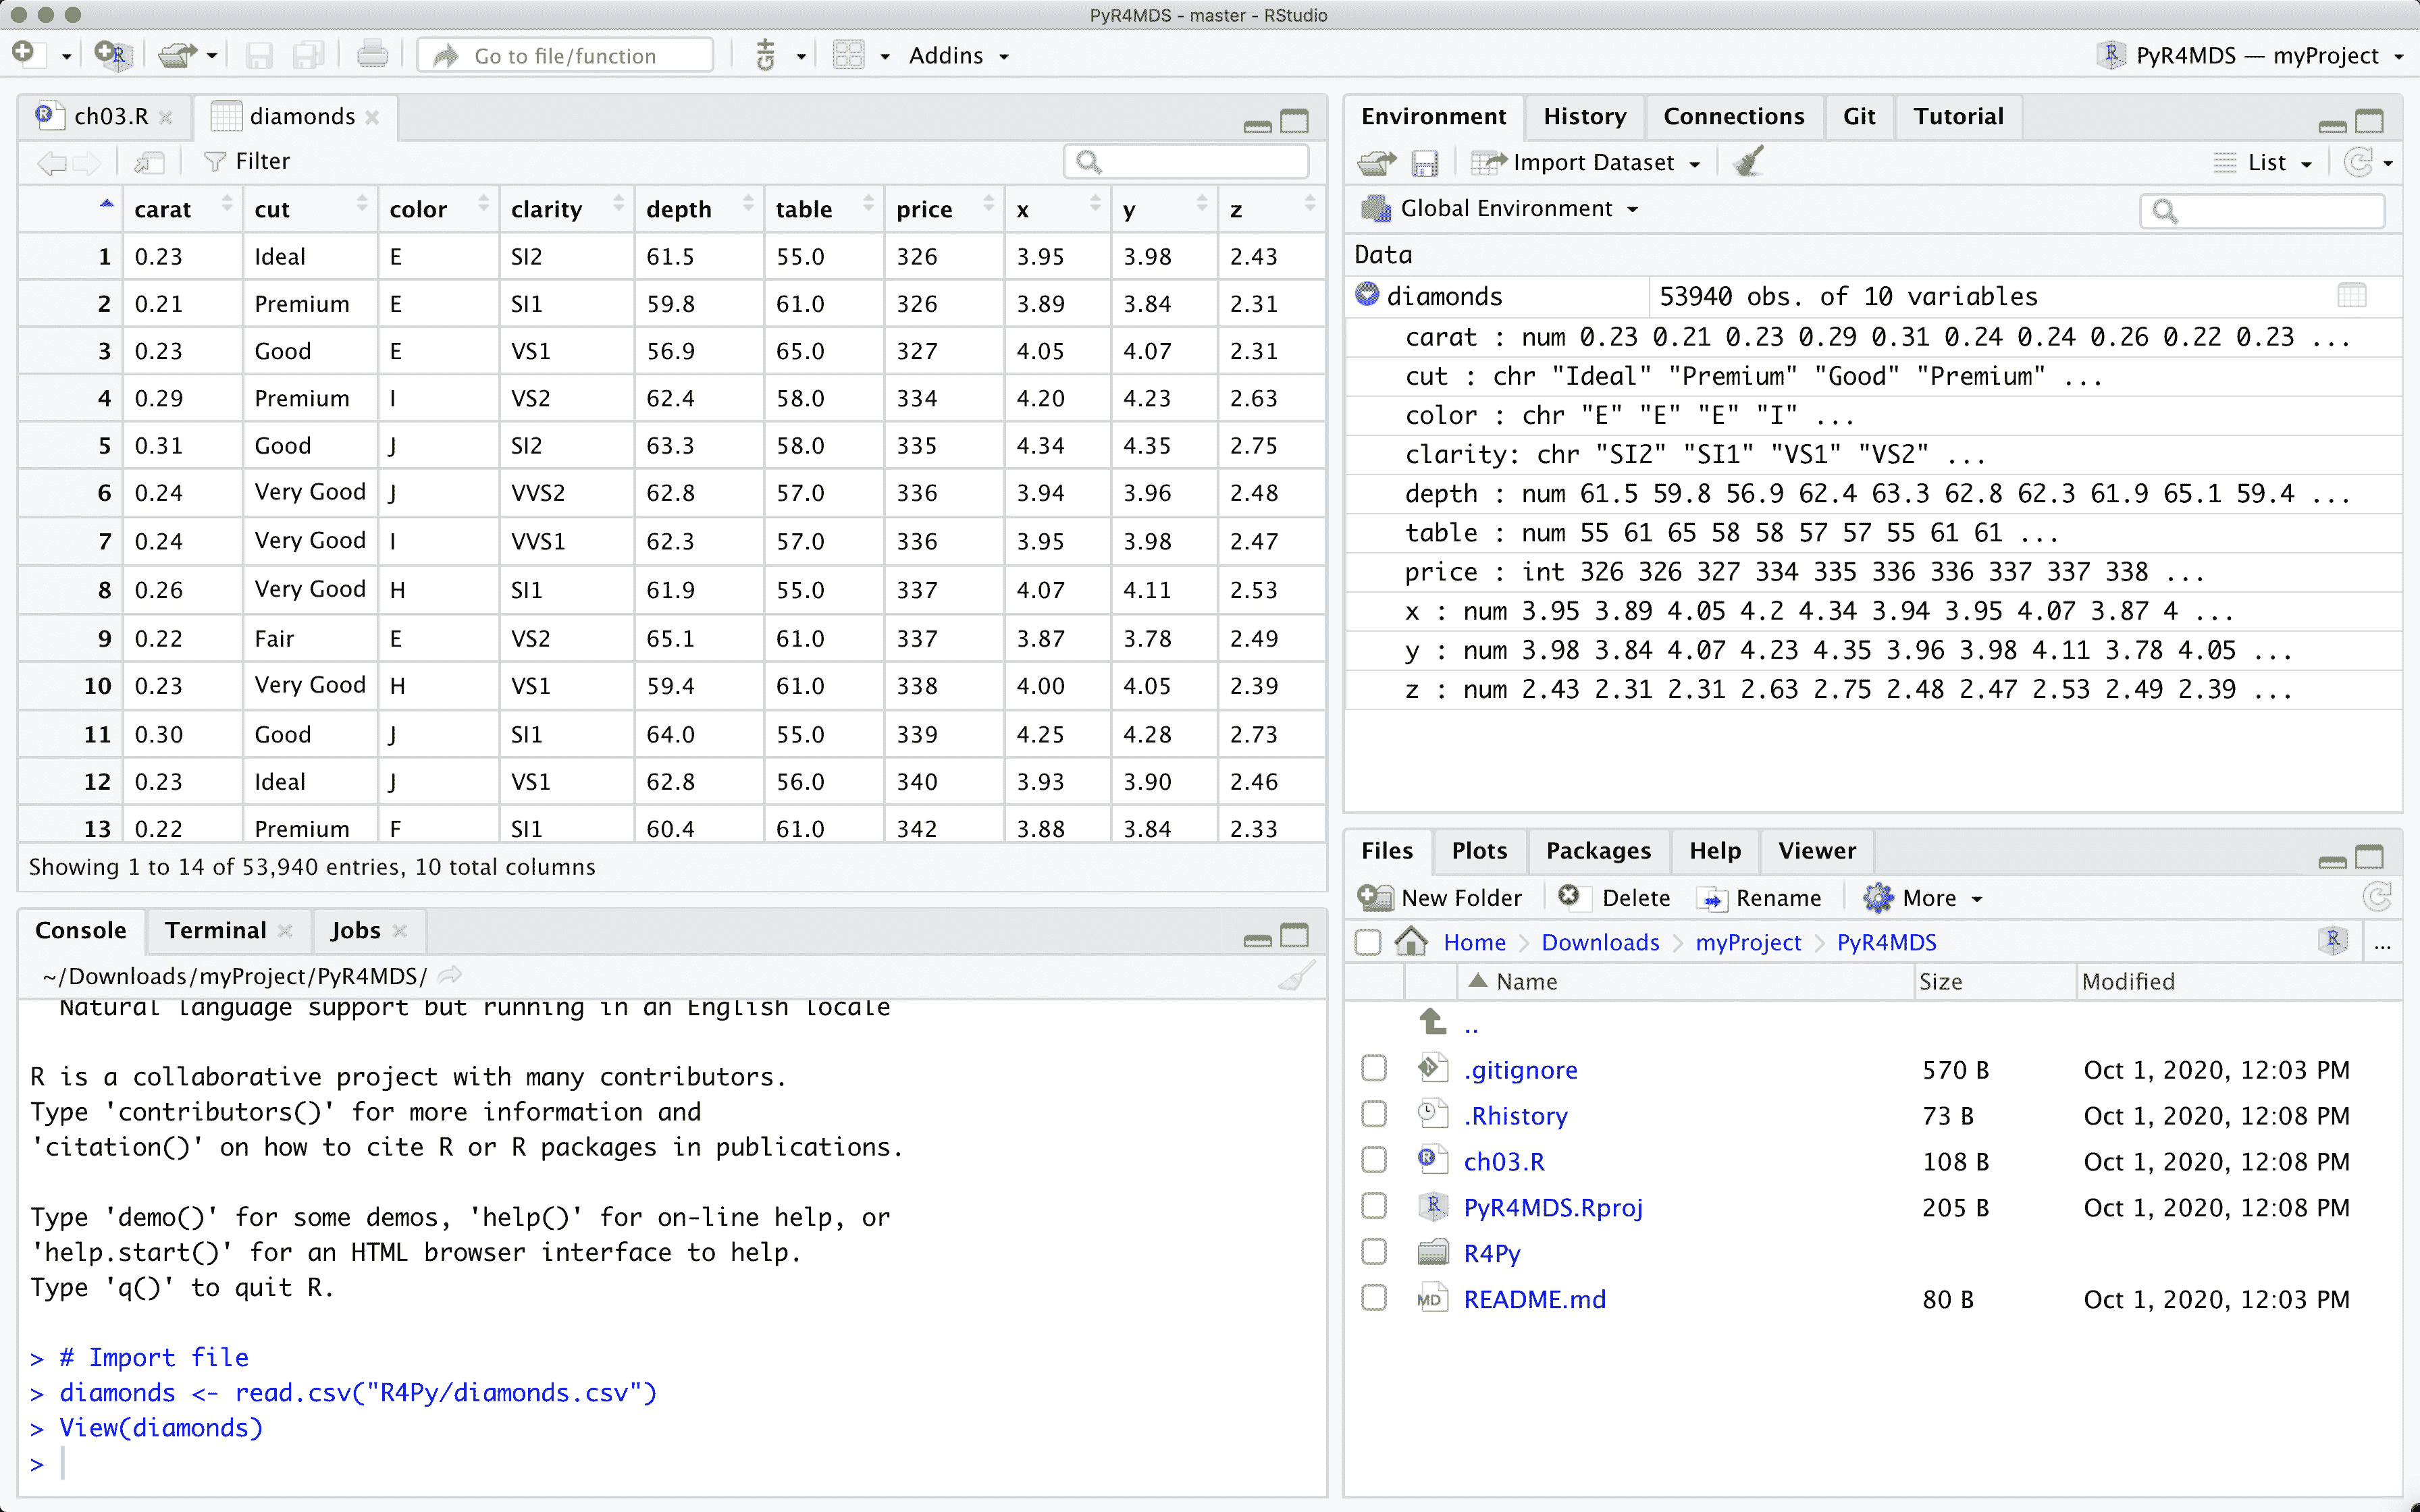 PyR4MDS - master - RStudio
Go to file/function
Git
Addins
PyR4MDS — myProject
ch03.R
diamonds
Filter
carat cut color clarity depth table price x y z
1 0.23 Ideal E SI2 61.5 55.0 326 3.95 3.98 2.43
2 0.21 Premium E SI1 59.8 61.0 326 3.89 3.84 2.31
3 0.23 Good E VS1 56.9 65.0 327 4.05 4.07 2.31
4 0.29 Premium I VS2 62.4 58.0 334 4.20 4.23 2.63
5 0.31 Good J SI2 63.3 58.0 335 4.34 4.35 2.75
6 0.24 Very Good J VVS2 62.8 57.0 336 3.94 3.96 2.48
7 0.24 Very Good I VVS1 62.3 57.0 336 3.95 3.98 2.47
8 0.26 Very Good H SI1 61.9 55.0 337 4.07 4.11 2.53
9 0.22 Fair E VS2 65.1 61.0 337 3.87 3.78 2.49
10 0.23 Very Good H VS1 59.4 61.0 338 4.00 4.05 2.39
11 0.30 Good J SI1 64.0 55.0 339 4.25 4.28 2.73
12 0.23 Ideal J VS1 62.8 56.0 340 3.93 3.90 2.46
13 0.22 Premium F SI1 60.4 61.0 342 3.88 3.84 2.33
Showing 1 to 14 of 53,940 entries, 10 total columns
Console Terminal Jobs
~/Downloads/myProject/PyR4MDS/
Natural language support but running in an English locale
R is a collaborative project with many contributors.
Type 'contributors()' for more information and
'citation()' on how to cite R or R packages in publications.
Type 'demo()' for some demos, 'help()' for on-line help, or
'help.start()' for an HTML browser interface to help.
Type 'q()' to quit R.
> # Import file
> diamonds <- read.csv("R4Py/diamonds.csv")
> View(diamonds)
>
Environment History Connections Git Tutorial
Import Dataset
List
Global Environment
Data
diamonds 53940 obs. of 10 variables
carat : num 0.23 0.21 0.23 0.29 0.31 0.24 0.24 0.26 0.22 0.23 ...
cut : chr "Ideal" "Premium" "Good" "Premium" ...
color : chr "E" "E" "E" "I" ...
clarity: chr "SI2" "SI1" "VS1" "VS2" ...
depth : num 61.5 59.8 56.9 62.4 63.3 62.8 62.3 61.9 65.1 59.4 ...
table : num 55 61 65 58 58 57 57 55 61 61 ...
price : int 326 326 327 334 335 336 336 337 337 338 ...
x : num 3.95 3.89 4.05 4.2 4.34 3.94 3.95 4.07 3.87 4 ...
y : num 3.98 3.84 4.07 4.23 4.35 3.96 3.98 4.11 3.78 4.05 ...
z : num 2.43 2.31 2.31 2.63 2.75 2.48 2.47 2.53 2.49 2.39 ...
Files Plots Packages Help Viewer
New Folder Delete Rename More
Home Downloads myProject PyR4MDS ...
Name Size Modified
..
.gitignore 570 B Oct 1, 2020, 12:03 PM
.Rhistory 73 B Oct 1, 2020, 12:08 PM
ch03.R 108 B Oct 1, 2020, 12:08 PM
PyR4MDS.Rproj 205 B Oct 1, 2020, 12:08 PM
R4Py
MD README.md 80 B Oct 1, 2020, 12:03 PM